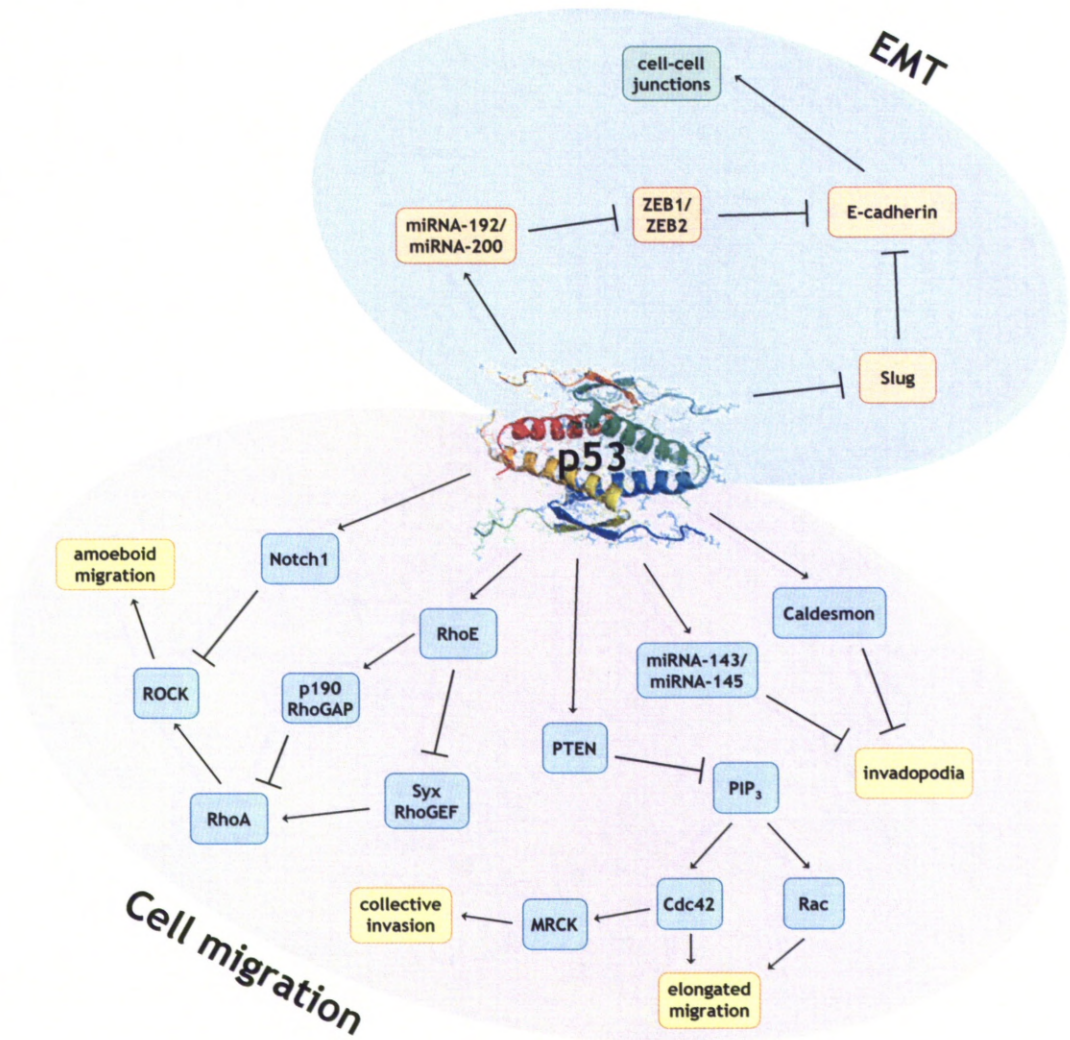 EMT
cell-cell
junctions
ZEB1/
ZEB2
E-cadherin
miRNA-192/
miRNA-200
Slug
p53
amoeboid
migration
Notch1
RhoE
Caldesmon
miRNA-143/
miRNA-145
ROCK
p190
RhoGAP
PTEN
invadopodia
PIP₃
Syx
RhoGEF
RhoA
Cdc42
Rac
collective
invasion
MRCK
elongated
migration
Cell migration